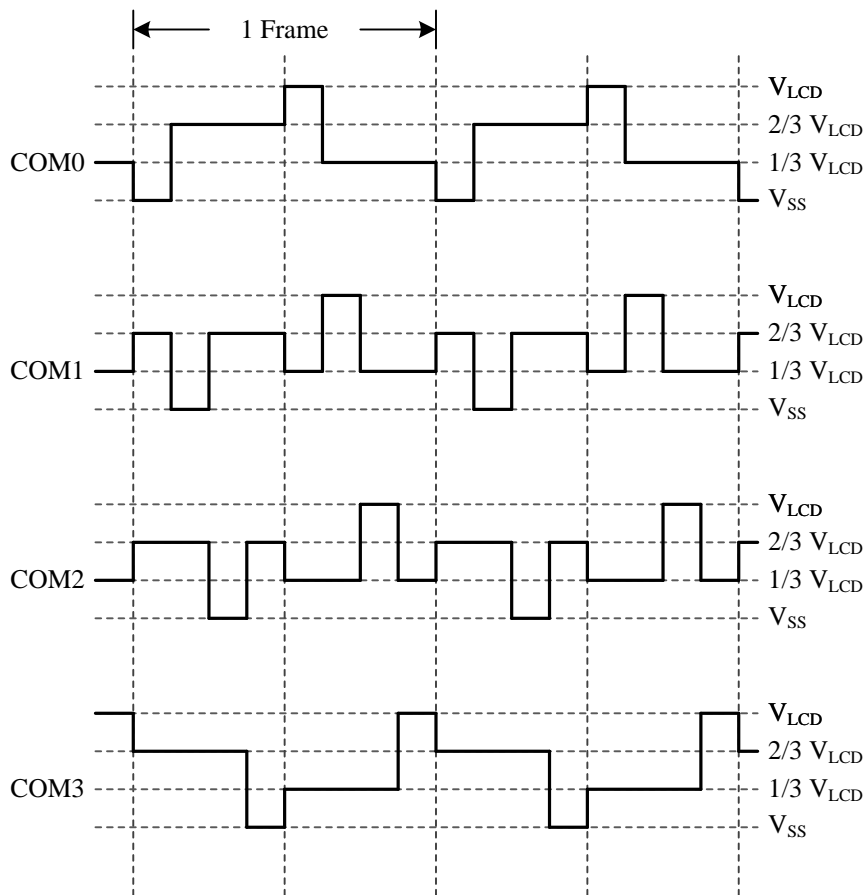 1 Frame
V_LCD
2/3 V_LCD
COM0
1/3 V_LCD
V_SS
V_LCD
2/3 V_LCD
COM1
1/3 V_LCD
V_SS
V_LCD
2/3 V_LCD
COM2
1/3 V_LCD
V_SS
V_LCD
2/3 V_LCD
COM3
1/3 V_LCD
V_SS